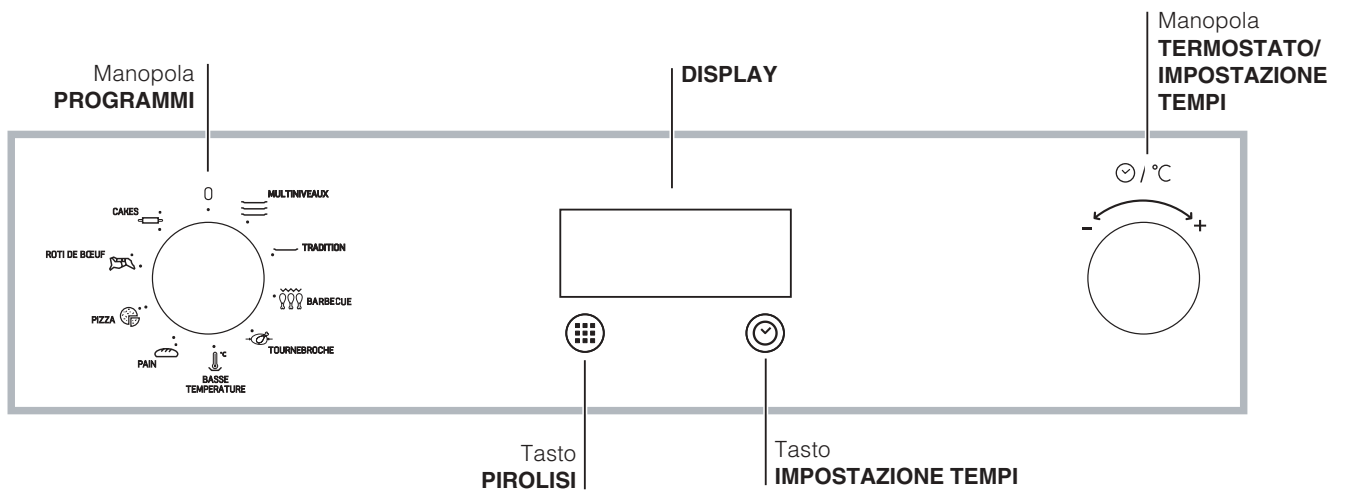 Manopola
PROGRAMMI
DISPLAY
Manopola
TERMOSTATO/
IMPOSTAZIONE
TEMPI
0
MULTINIVEAUX
TRADITION
BARBECUE
TOURNEBROCHE
°C
BASSE
TEMPERATURE
PAIN
PIZZA
ROTI DE BŒUF
CAKES
/ °C
- +
Tasto
PIROLISI
Tasto
IMPOSTAZIONE TEMPI